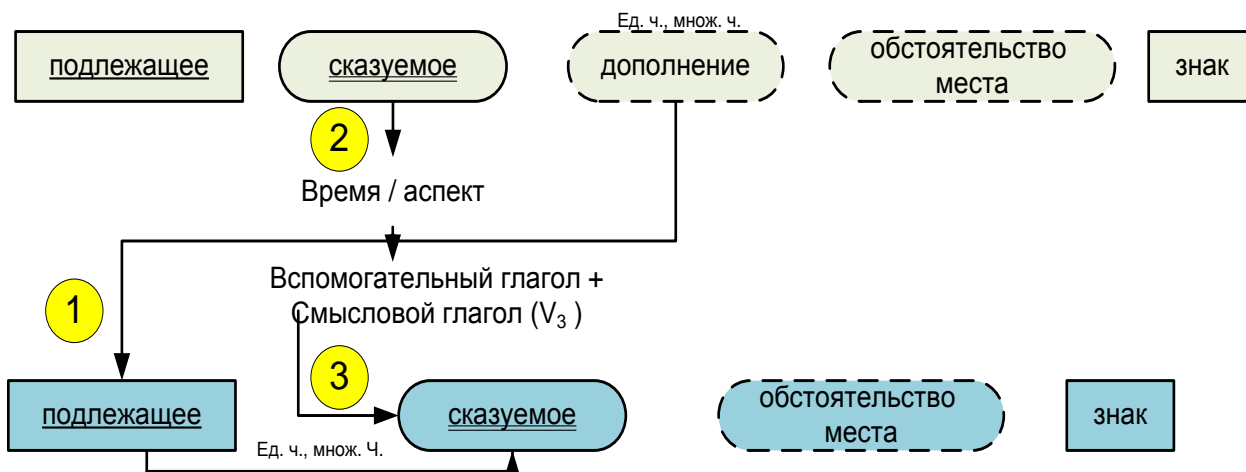 Ед. ч., множ. ч.
подлежащее
сказуемое
дополнение
обстоятельство
места
знак
2
Время / аспект
1
Вспомогательный глагол +
Смысловой глагол (V₃ )
3
подлежащее
сказуемое
обстоятельство
места
знак
Ед. ч., множ. Ч.